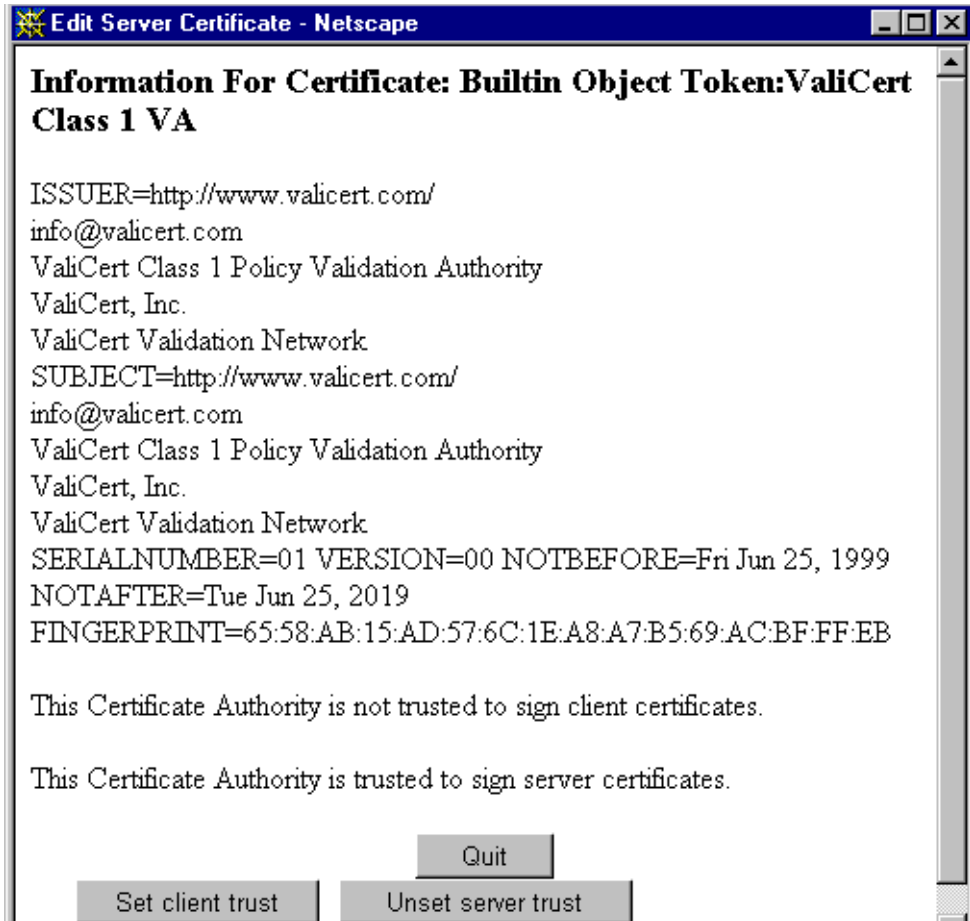 Edit Server Certificate - Netscape
Information For Certificate: Builtin Object Token:ValiCert
Class 1 VA
ISSUER=http://www.valicert.com/
info@valicert.com
ValiCert Class 1 Policy Validation Authority
ValiCert, Inc.
ValiCert Validation Network
SUBJECT=http://www.valicert.com/
info@valicert.com
ValiCert Class 1 Policy Validation Authority
ValiCert, Inc.
ValiCert Validation Network
SERIALNUMBER=01 VERSION=00 NOTBEFORE=Fri Jun 25, 1999
NOTAFTER=Tue Jun 25, 2019
FINGERPRINT=65:58:AB:15:AD:57:6C:1E:A8:A7:B5:69:AC:BF:FF:EB
This Certificate Authority is not trusted to sign client certificates.
This Certificate Authority is trusted to sign server certificates.
Quit
Set client trust Unset server trust